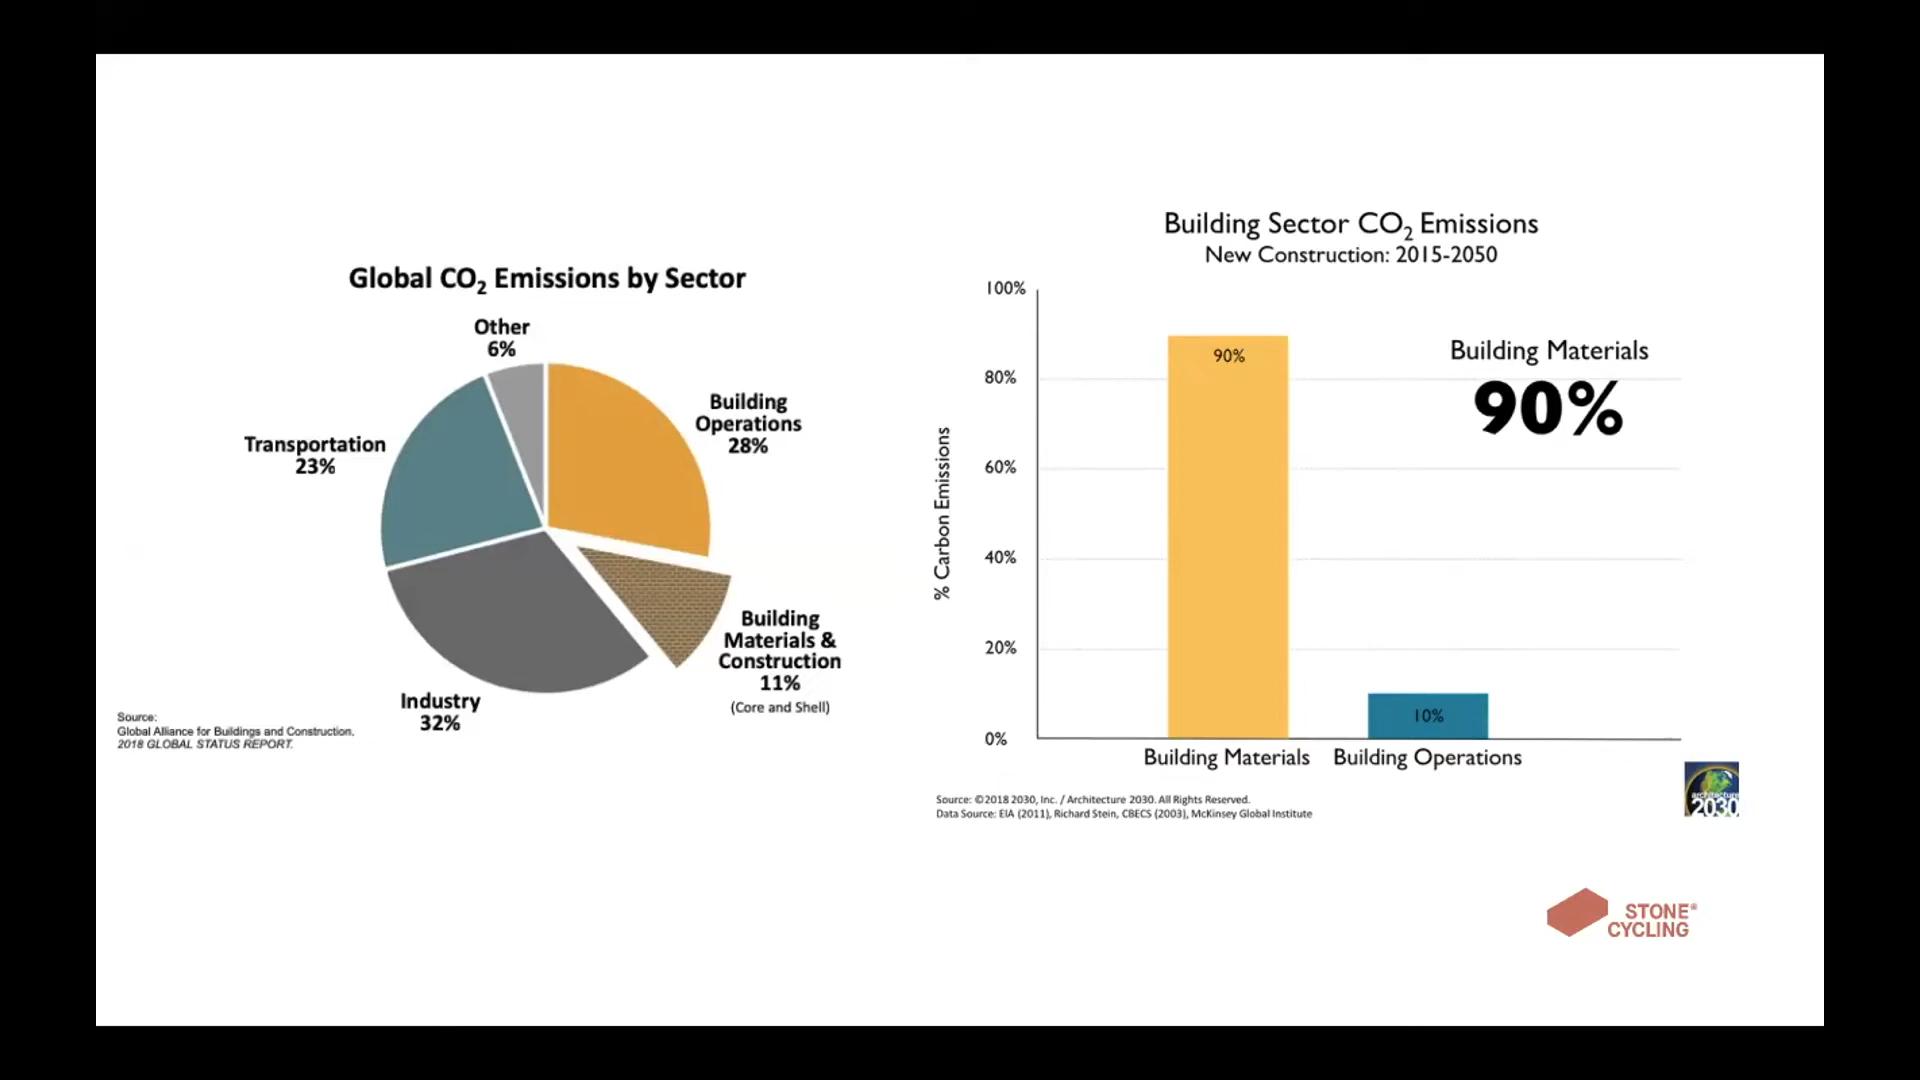 Global CO₂ Emissions by Sector
Other
6%
Building
Operations
28%
Transportation
23%
Building
Materials &
Construction
11%
(Core and Shell)
Industry
32%
Source:
Global Alliance for Buildings and Construction.
2018 GLOBAL STATUS REPORT.
Building Sector CO₂ Emissions
New Construction: 2015-2050
100%
80%
60%
40%
20%
0%
% Carbon Emissions
90%
10%
Building Materials
90%
Building Materials
Building Operations
Source: ©2018 2030, Inc. / Architecture 2030. All Rights Reserved.
Data Source: EIA (2011), Richard Stein, CBECS (2003), McKinsey Global Institute
architecture
2030
STONE®
CYCLING